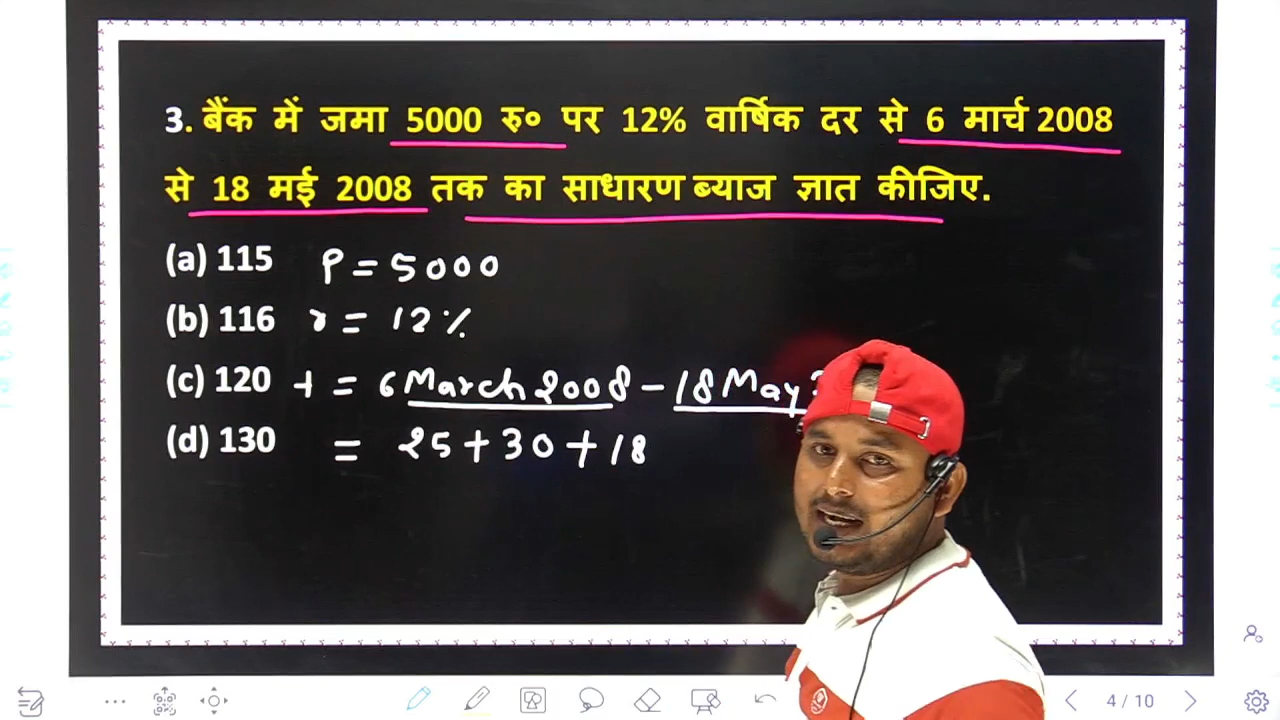 3. बैंक में जमा 5000 रु० पर 12% वार्षिक दर से 6 मार्च 2008
से 18 मई 2008 तक का साधारण ब्याज ज्ञात कीजिए.
(a) 115 P = 5000
(b) 116 r = 12%
(c) 120 t = 6 March 2008 - 18 May
(d) 130 = 25 + 30 + 18
4 / 10